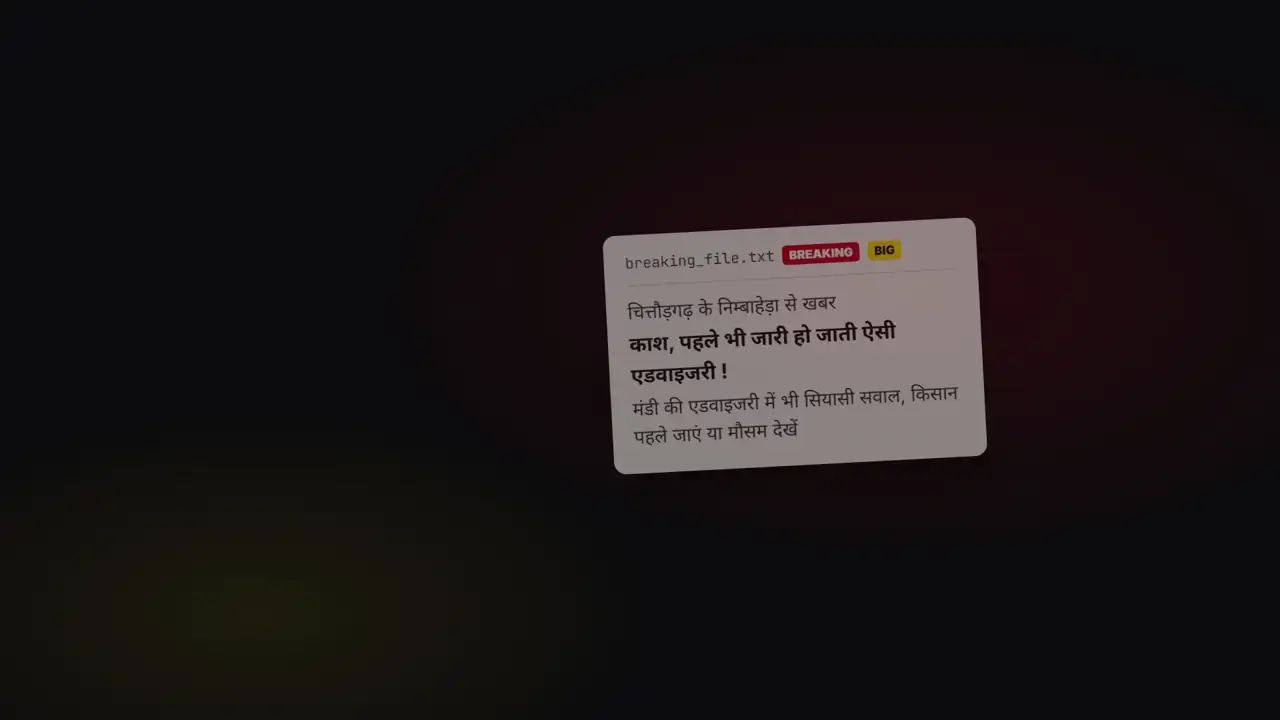 breaking_file.txt BREAKING BIG
चित्तौड़गढ़ के निम्बाहेड़ा से खबर
काश, पहले भी जारी हो जाती ऐसी
एडवाइजरी !
मंडी की एडवाइजरी में भी सियासी सवाल, किसान
पहले जाएं या मौसम देखें